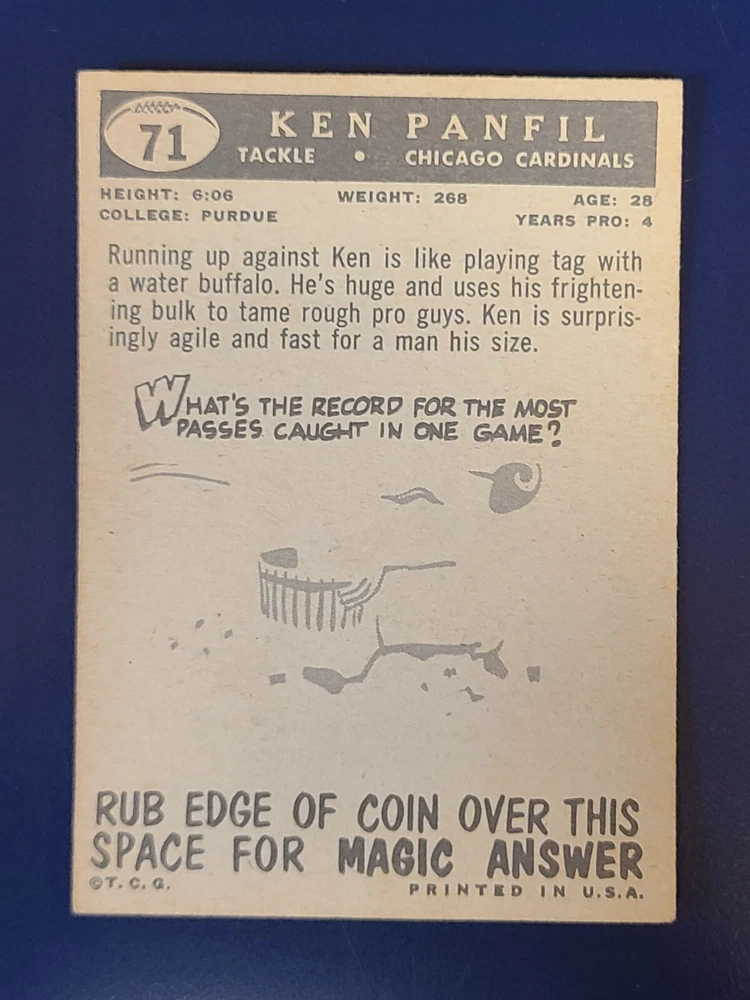 71
KEN PANFIL
TACKLE • CHICAGO CARDINALS
HEIGHT: 6:06 WEIGHT: 268 AGE: 28
COLLEGE: PURDUE YEARS PRO: 4
Running up against Ken is like playing tag with
a water buffalo. He's huge and uses his frighten-
ing bulk to tame rough pro guys. Ken is surpris-
ingly agile and fast for a man his size.
WHAT'S THE RECORD FOR THE MOST
PASSES CAUGHT IN ONE GAME?
RUB EDGE OF COIN OVER THIS
SPACE FOR MAGIC ANSWER
©T.C.G. PRINTED IN U.S.A.